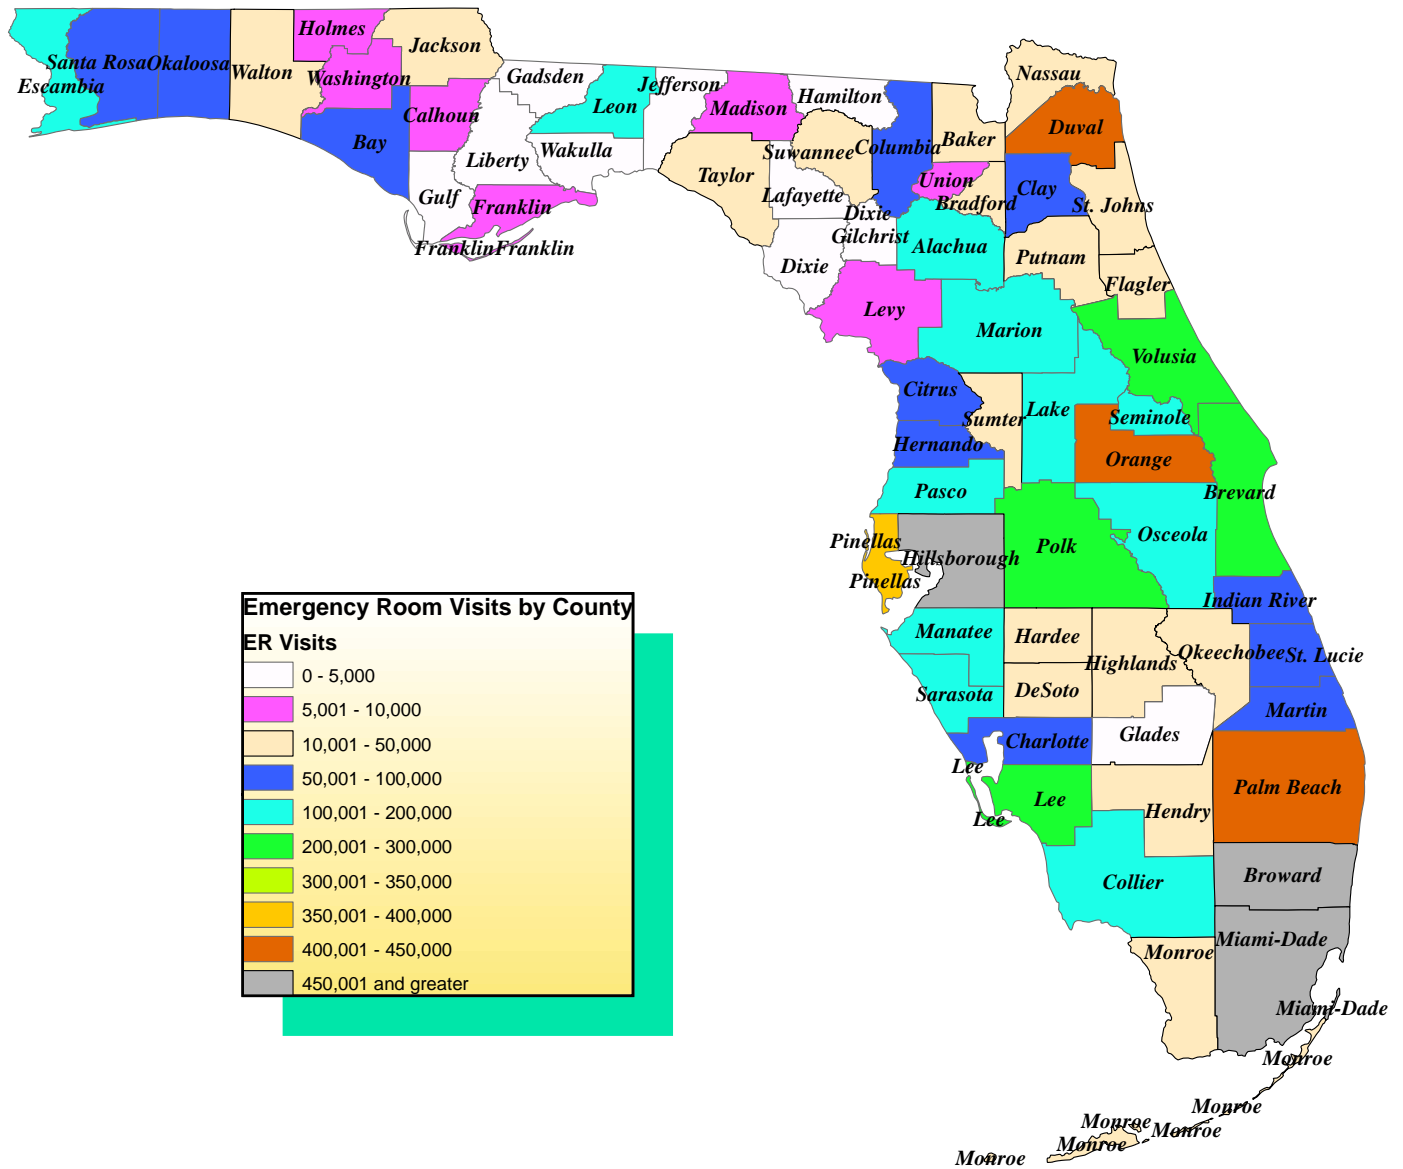 Holmes
Jackson
Santa Rosa
Okaloosa
Walton
Washington
Escambia
Gadsden
Jefferson
Leon
Madison
Hamilton
Nassau
Calhoun
Bay
Duval
Liberty
Wakulla
Suwannee
Columbia
Baker
Taylor
Union
Clay
Gulf
Franklin
Lafayette
Bradford
St. Johns
Dixie
Gilchrist
Alachua
Franklin
Franklin
Dixie
Putnam
Flagler
Levy
Marion
Volusia
Citrus
Sumter
Lake
Seminole
Hernando
Orange
Pasco
Brevard
Pinellas
Hillsborough
Polk
Osceola
Pinellas
Indian River
Manatee
Hardee
Highlands
Okeechobee
St. Lucie
Sarasota
DeSoto
Martin
Charlotte
Glades
Lee
Lee
Lee
Hendry
Palm Beach
Collier
Broward
Miami-Dade
Monroe
Miami-Dade
Monroe
Monroe
Monroe
Monroe
Monroe
Monroe
Emergency Room Visits by County
ER Visits
0 - 5,000
5,001 - 10,000
10,001 - 50,000
50,001 - 100,000
100,001 - 200,000
200,001 - 300,000
300,001 - 350,000
350,001 - 400,000
400,001 - 450,000
450,001 and greater